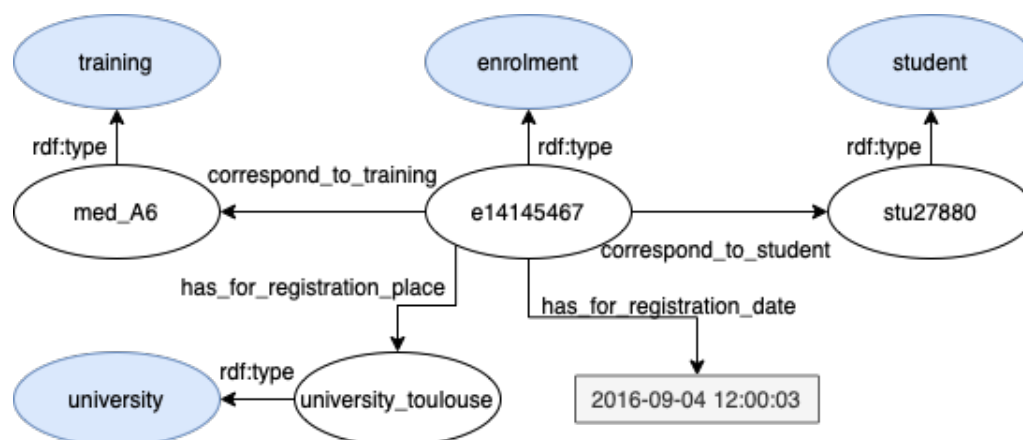 training
enrolment
student
rdf:type
rdf:type
rdf:type
correspond_to_training
med_A6
e14145467
stu27880
correspond_to_student
has_for_registration_place
has_for_registration_date
rdf:type
university
university_toulouse
2016-09-04 12:00:03